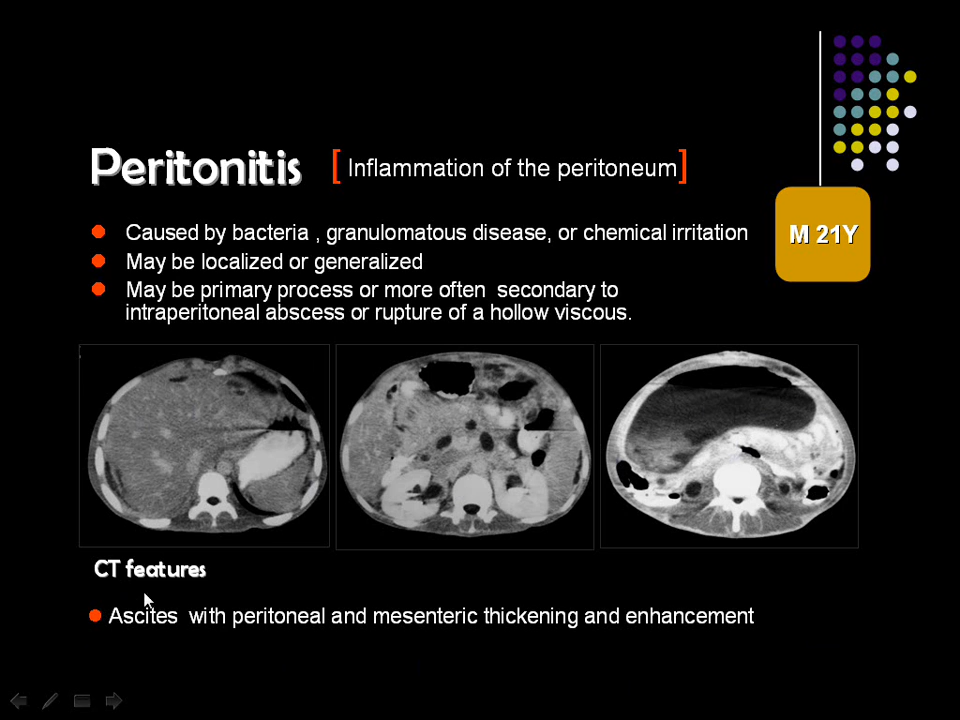 Peritonitis [ Inflammation of the peritoneum]
M 21Y
Caused by bacteria , granulomatous disease, or chemical irritation
May be localized or generalized
May be primary process or more often secondary to
intraperitoneal abscess or rupture of a hollow viscous.
CT features
Ascites with peritoneal and mesenteric thickening and enhancement